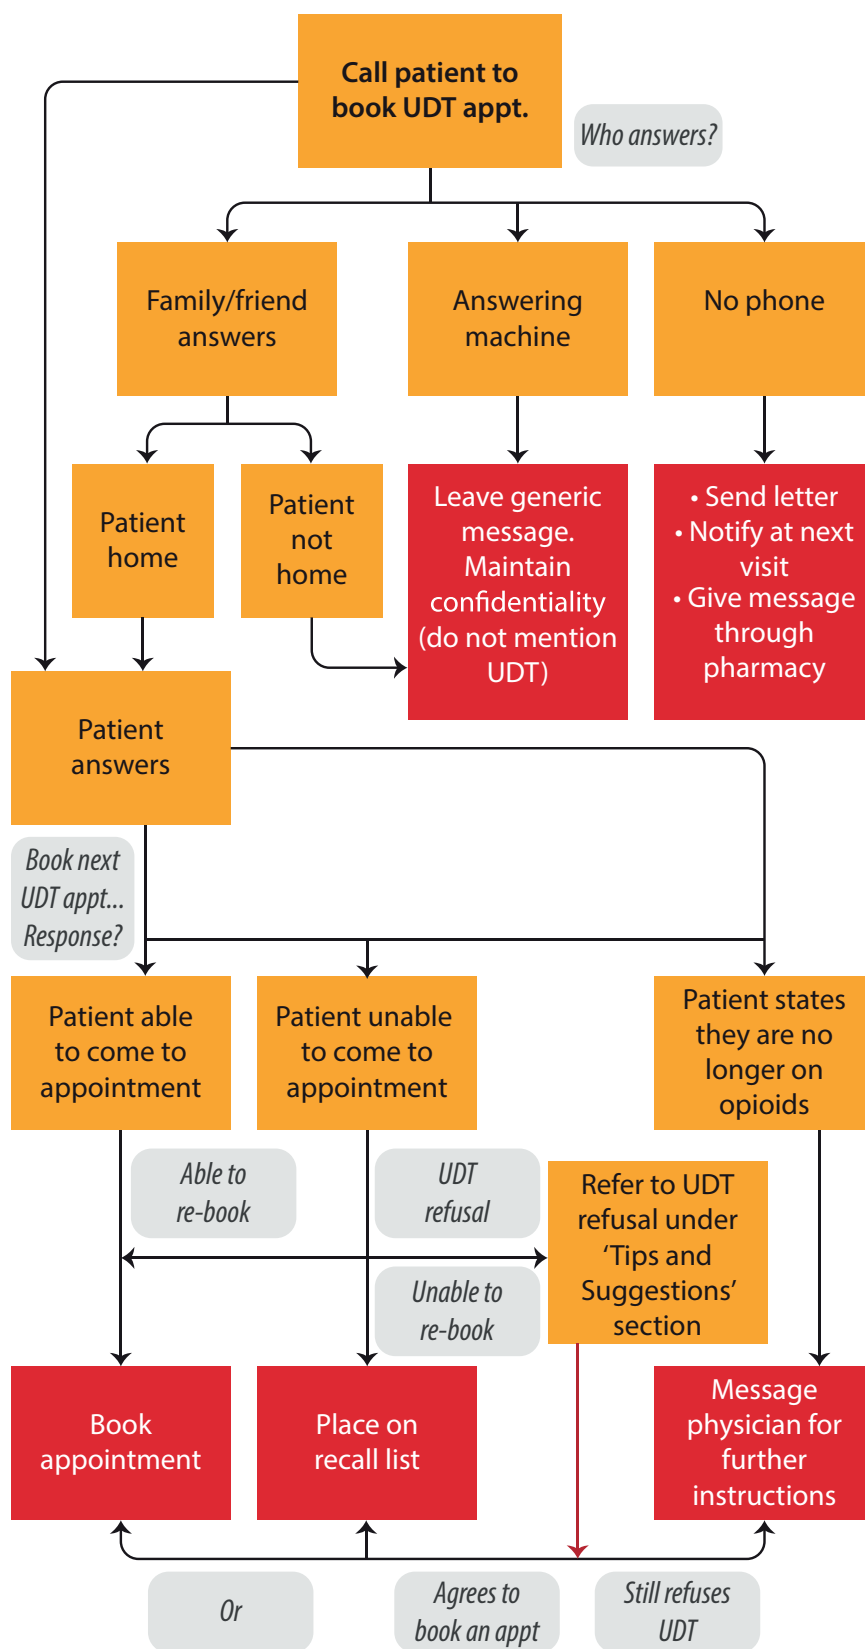 Call patient to
book UDT appt.
Who answers?
Family/friend
answers
Answering
machine
No phone
Patient
home
Patient
not
home
Leave generic
message.
Maintain
confidentiality
(do not mention
UDT)
• Send letter
• Notify at next
visit
• Give message
through
pharmacy
Patient
answers
Book next
UDT appt...
Response?
Patient able
to come to
appointment
Patient unable
to come to
appointment
Patient states
they are no
longer on
opioids
Able to
re-book
UDT
refusal
Refer to UDT
refusal under
‘Tips and
Suggestions’
section
Unable to
re-book
Book
appointment
Place on
recall list
Message
physician for
further
instructions
Or
Agrees to
book an appt
Still refuses
UDT